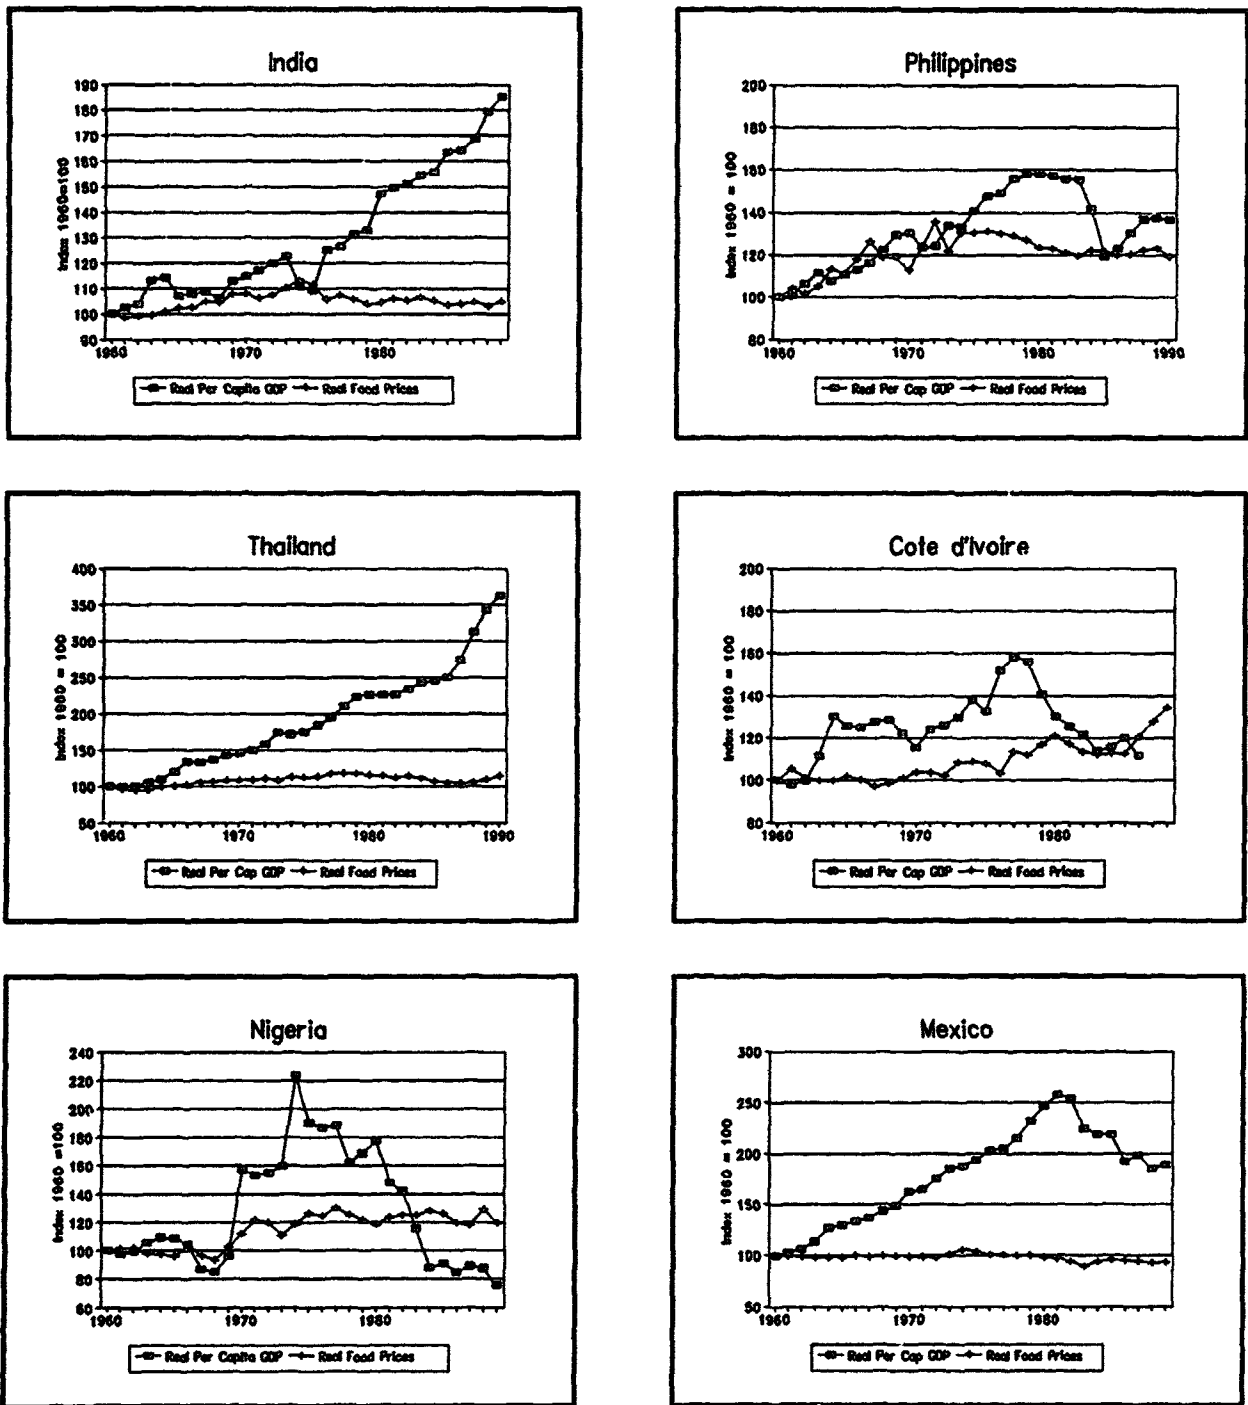 India
190
180
170
160
150
140
130
120
110
100
90
Index 1960=100
1960 1970 1980
Real Per Capita GDP Real Food Prices
Philippines
200
180
160
140
120
100
80
Index 1960 = 100
1960 1970 1980 1990
Real Per Cap GDP Real Food Prices
Thailand
400
350
300
250
200
150
100
50
Index 1960 = 100
1960 1970 1980 1990
Real Per Cap GDP Real Food Prices
Cote d'Ivoire
200
180
160
140
120
100
80
Index 1960 = 100
1960 1970 1980
Real Per Cap GDP Real Food Prices
Nigeria
240
220
200
180
160
140
120
100
80
60
Index 1960 =100
1960 1970 1980
Real Per Capita GDP Real Food Prices
Mexico
300
250
200
150
100
50
Index 1960 = 100
1960 1970 1980
Real Per Cap GDP Real Food Prices